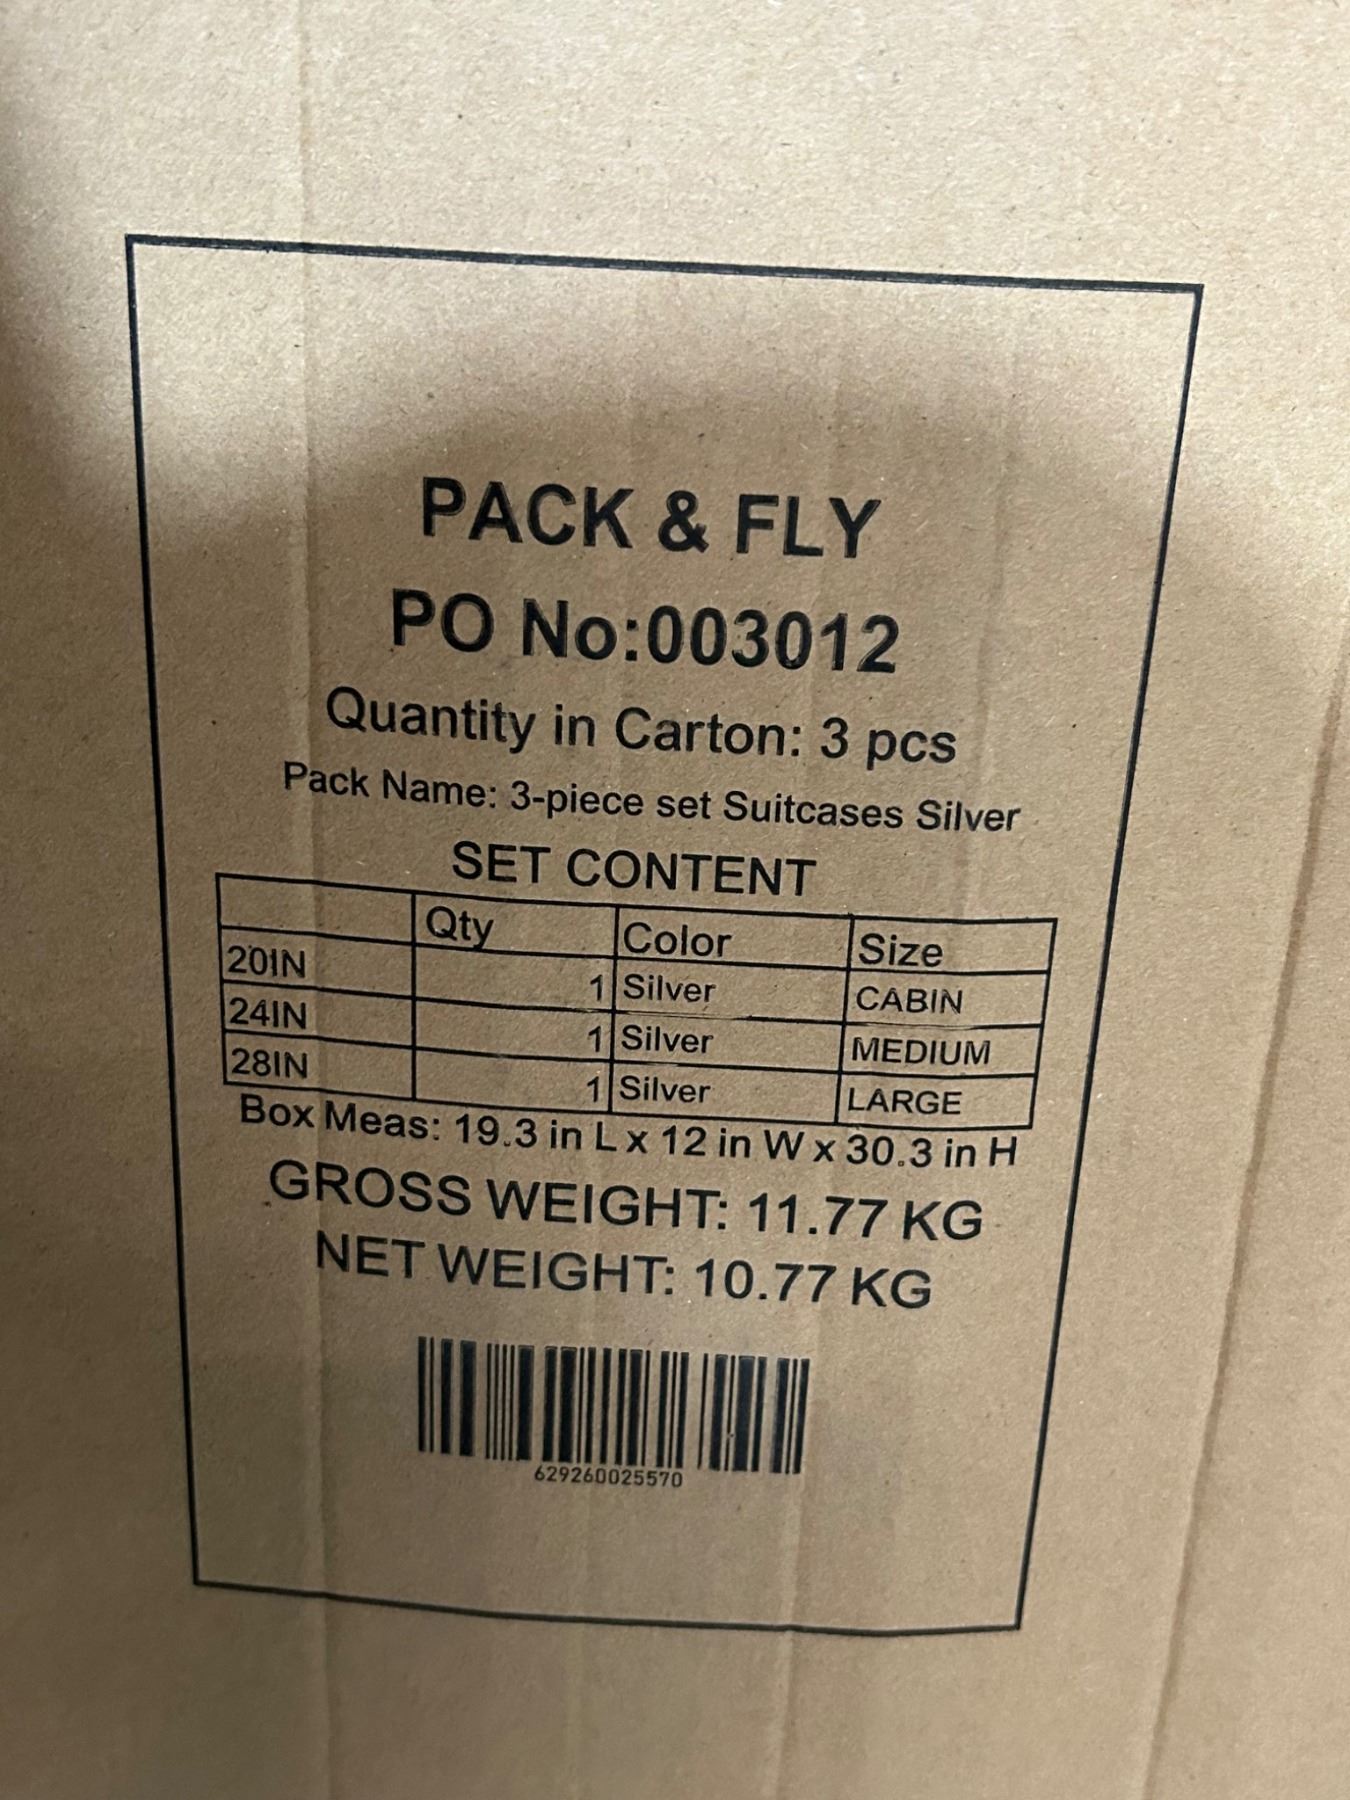 PACK & FLY
PO No:003012
Quantity in Carton: 3 pcs
Pack Name: 3-piece set Suitcases Silver
SET CONTENT
Qty Color Size
20IN 1 Silver CABIN
24IN 1 Silver MEDIUM
28IN 1 Silver LARGE
Box Meas: 19.3 in L x 12 in W x 30.3 in H
GROSS WEIGHT: 11.77 KG
NET WEIGHT: 10.77 KG
629260025570